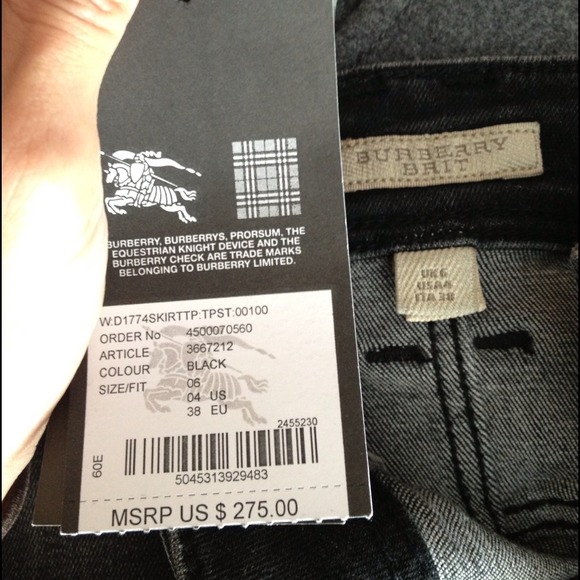 BURBERRY, BURBERRYS, PRORSUM, THE
EQUESTRIAN KNIGHT DEVICE AND THE
BURBERRY CHECK ARE TRADE MARKS
BELONGING TO BURBERRY LIMITED.
W:D1774SKIRTTP:TPST:00100
ORDER No 4500070560
ARTICLE 3667212
COLOUR BLACK
SIZE/FIT 06
04 US
38 EU
2455230
60E
5045313929483
MSRP US $ 275.00
BURBERRY
BRIT
UK6
USA4
ITA38